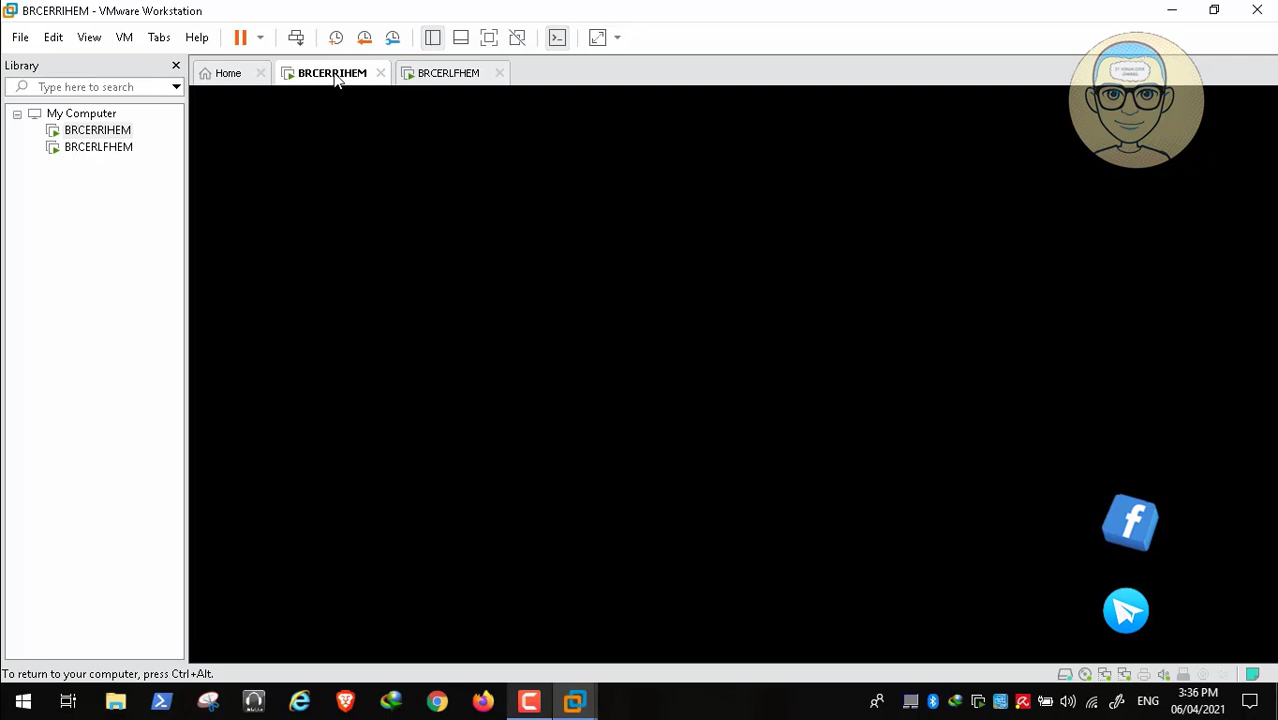 BRCERRIHEM - VMware Workstation
File Edit View VM Tabs Help
Library
Home
BRCERRIHEM
BRCERLFHEM
Type here to search
My Computer
BRCERRIHEM
BRCERLFHEM
f
To return to your computer, press Ctrl+Alt.
ENG
3:36 PM
06/04/2021